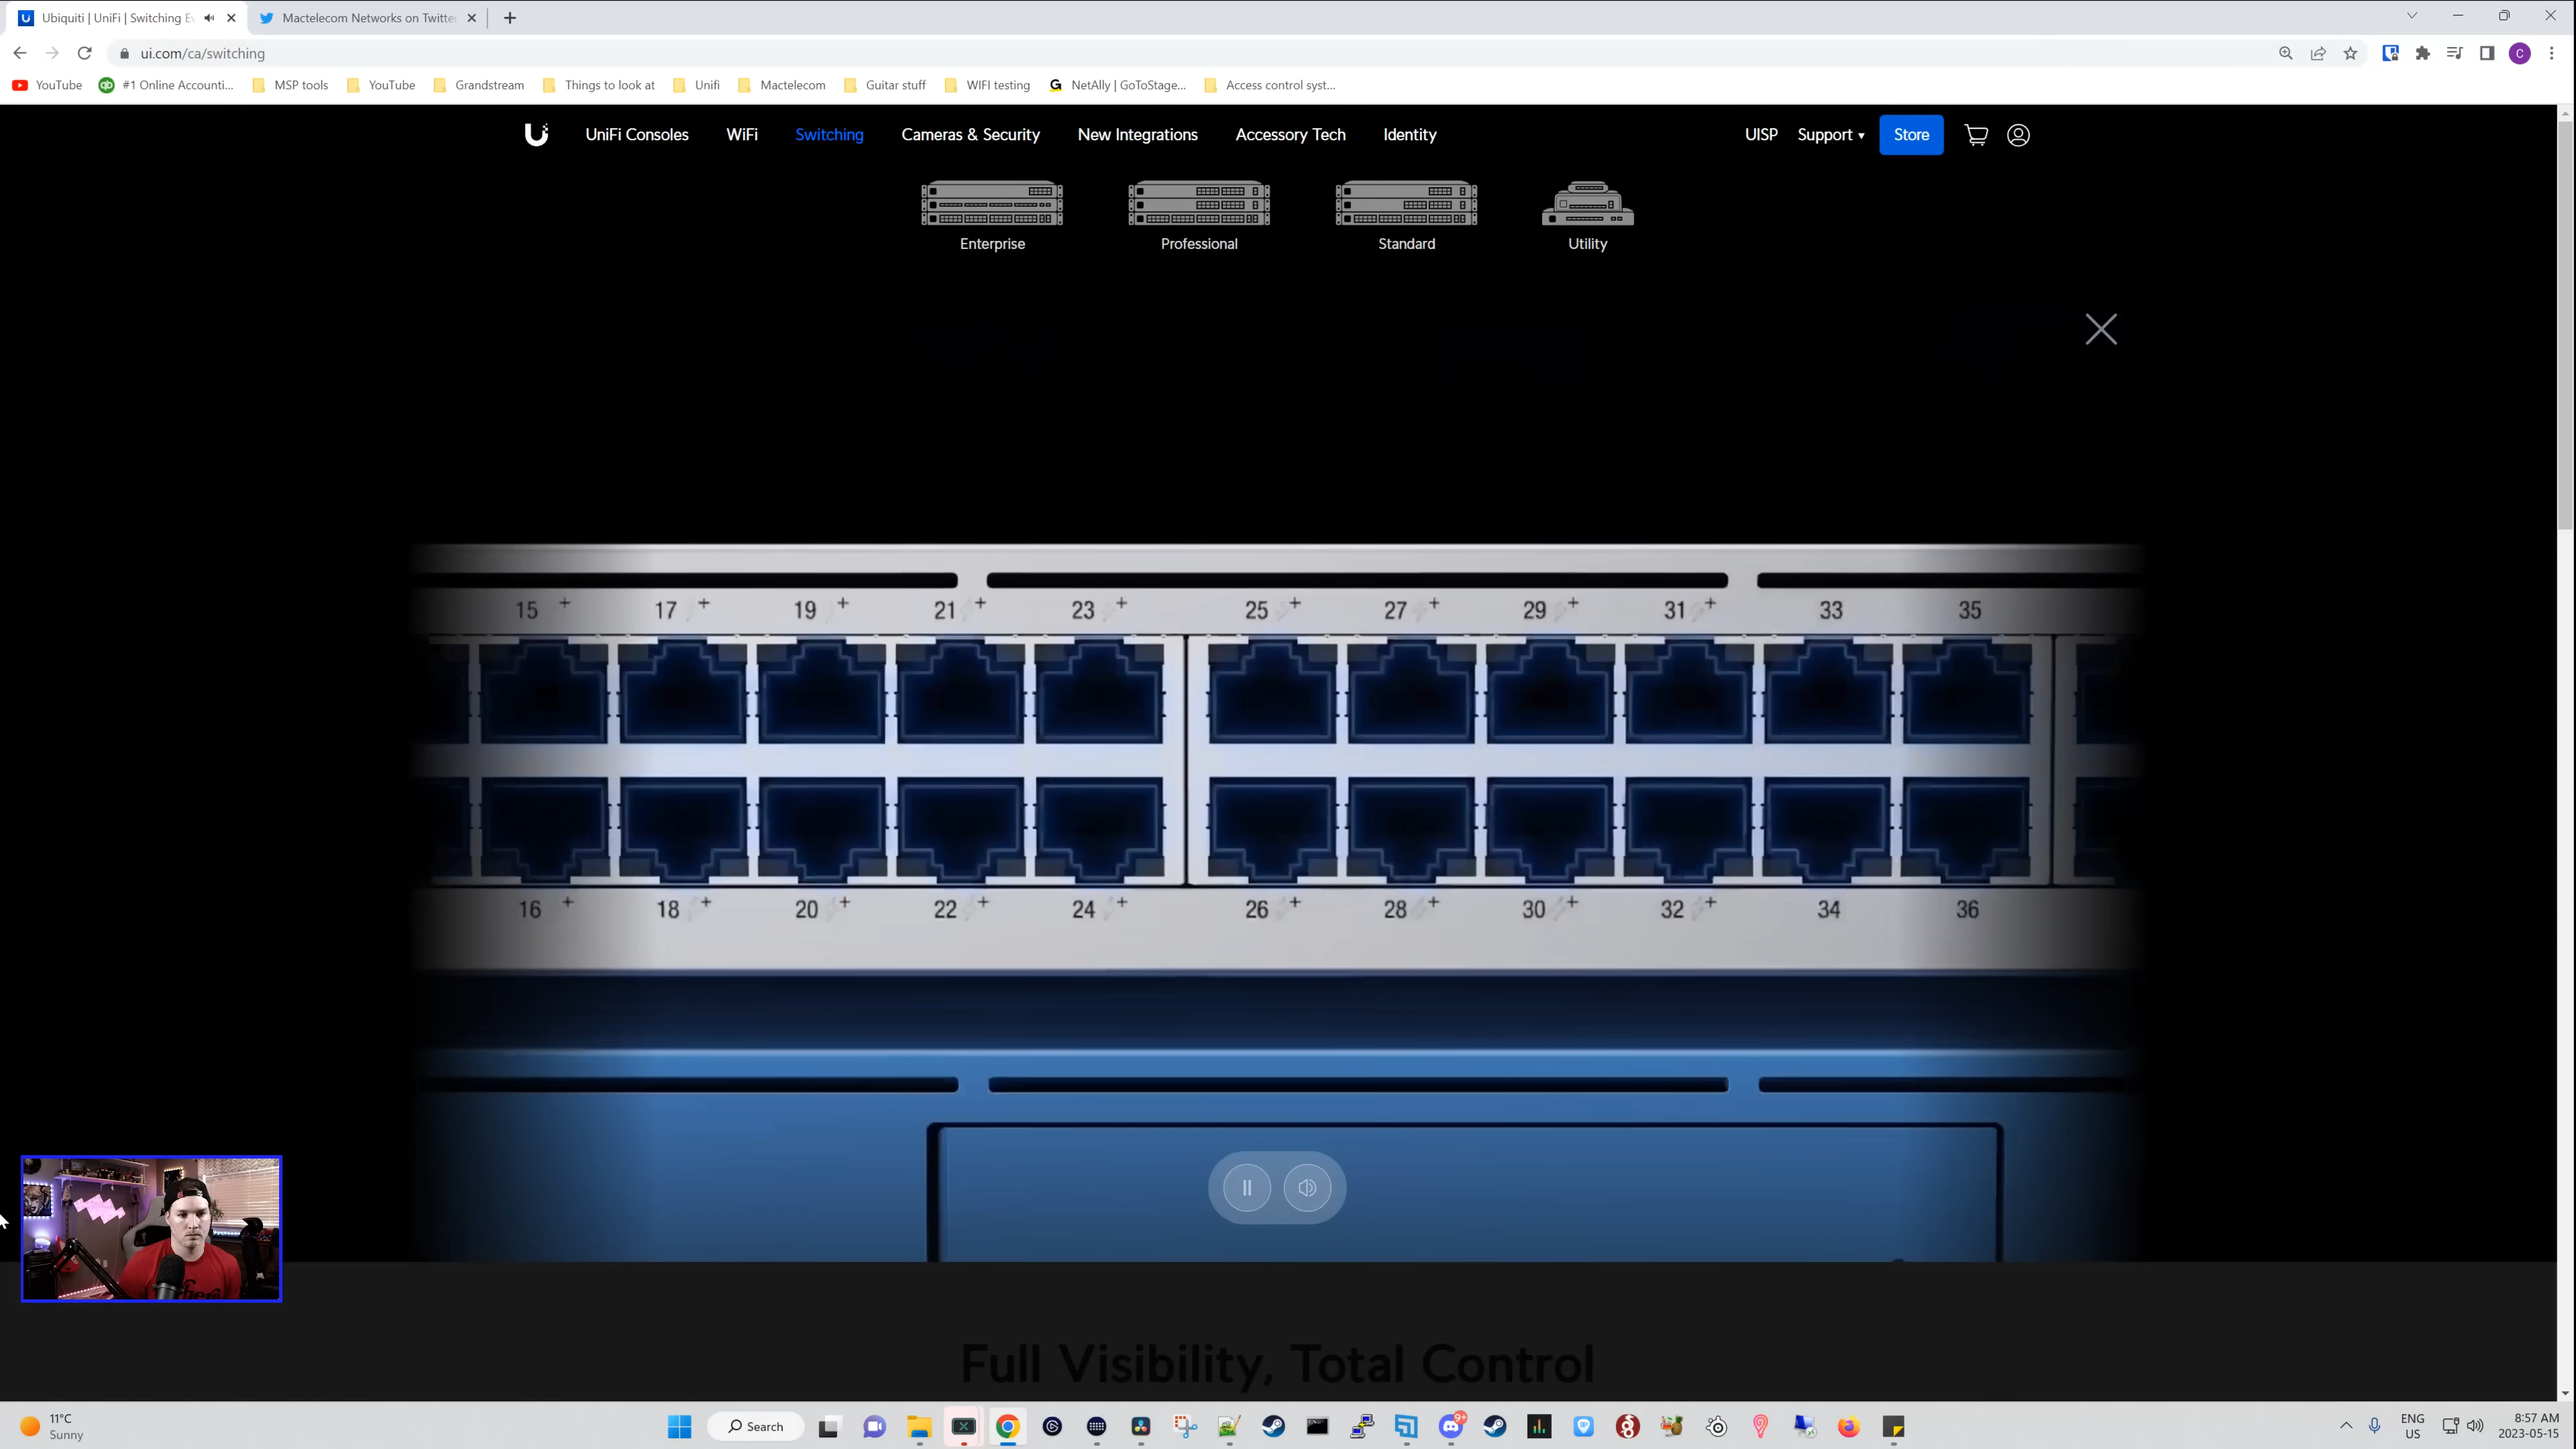 Ubiquiti | UniFi | Switching E
Mactelecom Networks on Twitte
ui.com/ca/switching
YouTube
#1 Online Accounti...
MSP tools
YouTube
Grandstream
Things to look at
Unifi
Mactelecom
Guitar stuff
WIFI testing
NetAlly | GoToStage...
Access control syst...
C
UniFi Consoles
WiFi
Switching
Cameras & Security
New Integrations
Accessory Tech
Identity
UISP
Support
Store
Enterprise
Professional
Standard
Utility
15 + 17 + 19 + 21 + 23 + 25 + 27 + 29 + 31 + 33 35
16 + 18 + 20 + 22 + 24 + 26 + 28 + 30 + 32 + 34 36
Full Visibility, Total Control
11°C
Sunny
Search
9+
ENG
US
8:57 AM
2023-05-15